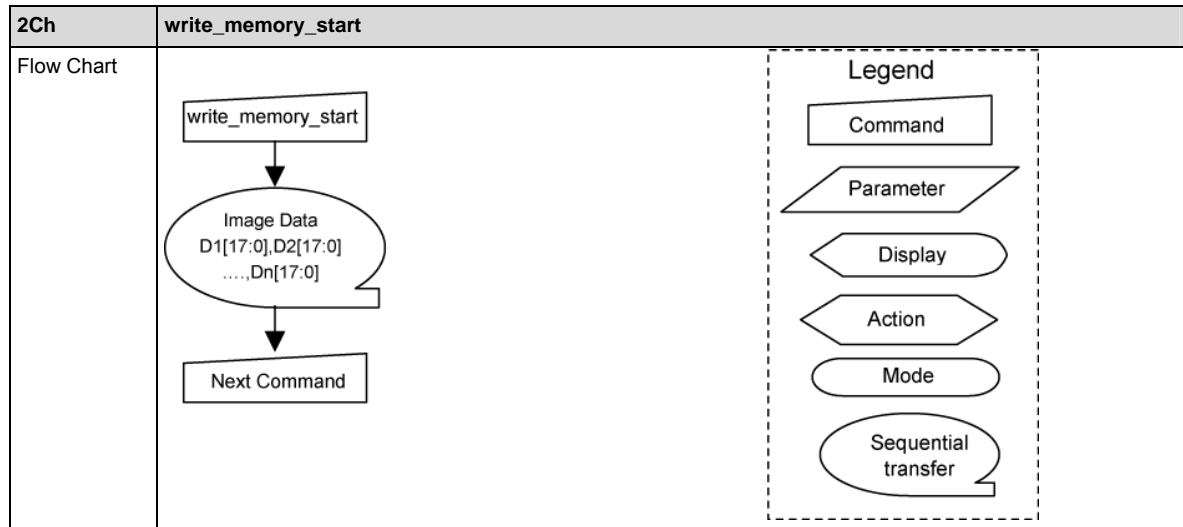 2Ch write_memory_start
Flow Chart
write_memory_start
Image Data
D1[17:0],D2[17:0]
....,Dn[17:0]
Next Command
Legend
Command
Parameter
Display
Action
Mode
Sequential
transfer